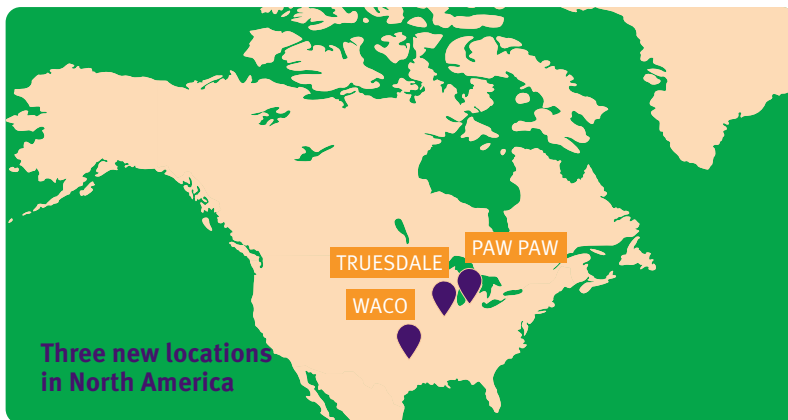 PAW PAW
TRUESDALE
WACO
Three new locations
in North America